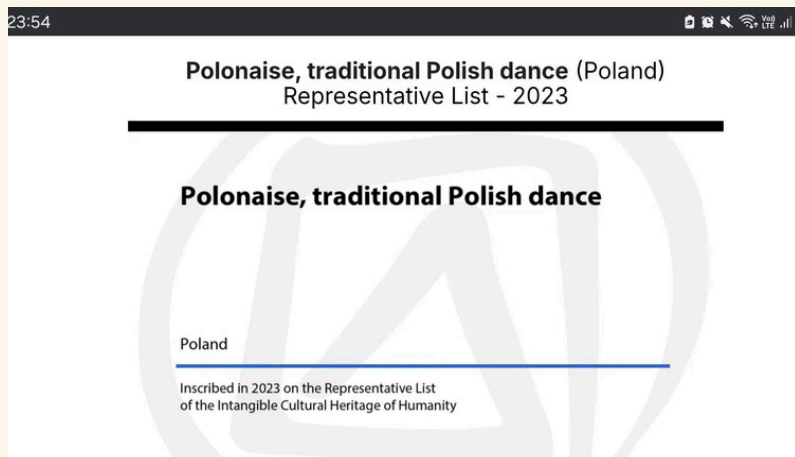 23:54
Polonaise, traditional Polish dance (Poland)
Representative List - 2023
Polonaise, traditional Polish dance
Poland
Inscribed in 2023 on the Representative List
of the Intangible Cultural Heritage of Humanity